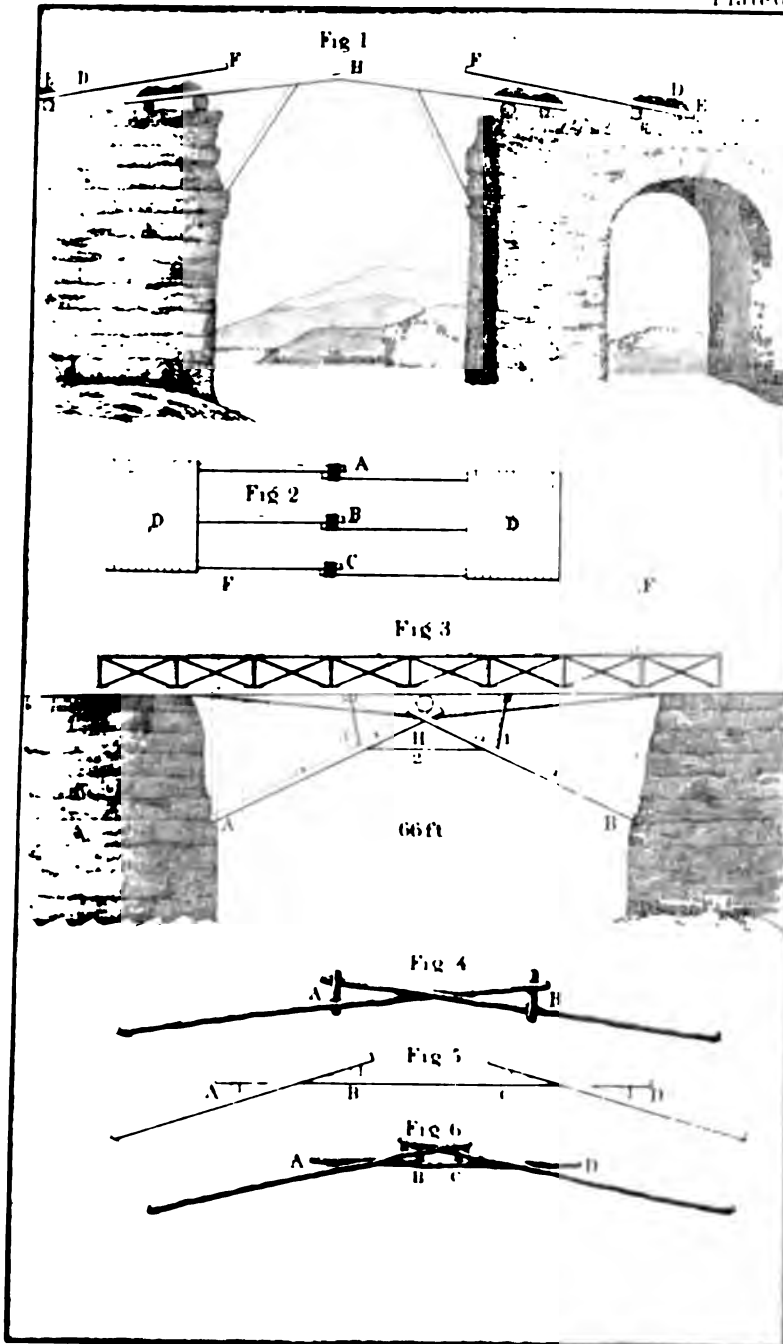 Fig 1
F F
D H D
E E
Fig 2
A
D B D
C
F F
Fig 3
H
2
A B
66 ft
Fig 4
A B
Fig 5
A B C D
Fig 6
A D
B C